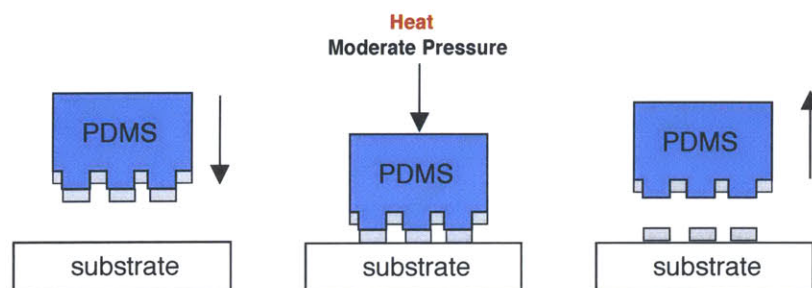 Heat
Moderate Pressure
PDMS
PDMS
PDMS
substrate
substrate
substrate